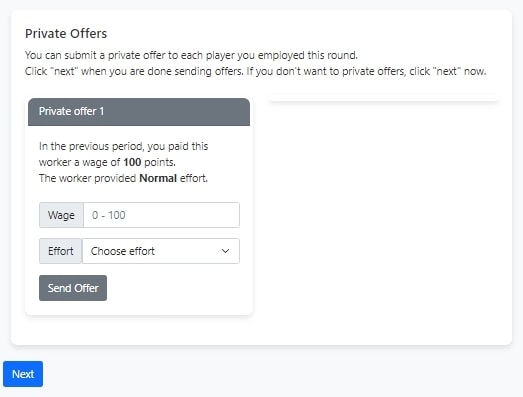 Private Offers
You can submit a private offer to each player you employed this round.
Click "next" when you are done sending offers. If you don't want to private offers, click "next" now.
Private offer 1
In the previous period, you paid this
worker a wage of 100 points.
The worker provided Normal effort.
Wage 0 - 100
Effort Choose effort
Send Offer
Next